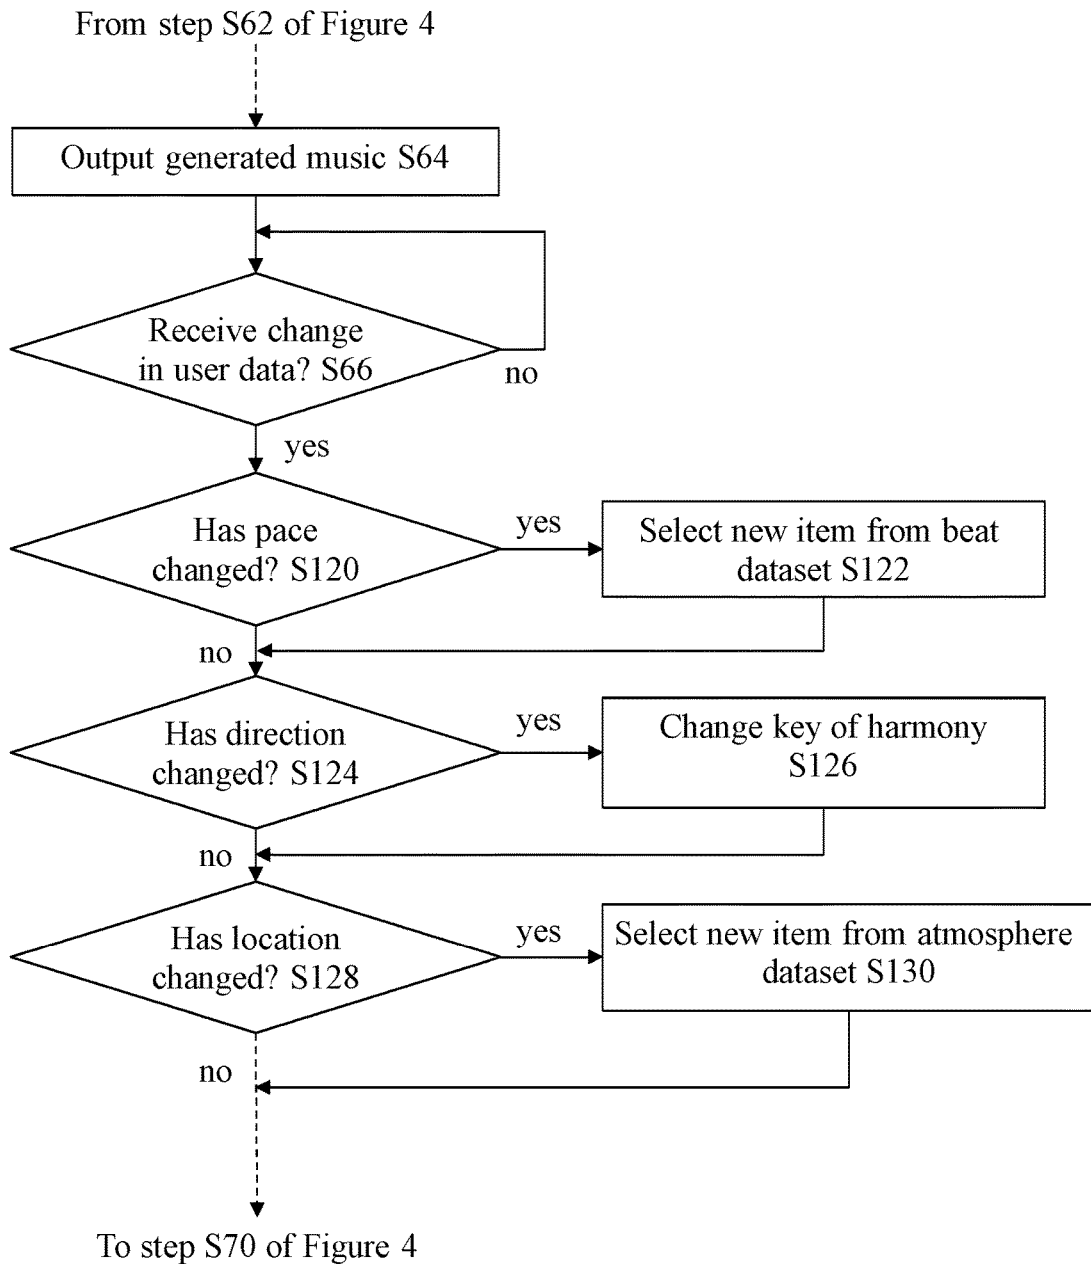 From step S62 of Figure 4
Output generated music S64
Receive change
in user data? S66
no
yes
Has pace
changed? S120
yes
Select new item from beat
dataset S122
no
Has direction
changed? S124
yes
Change key of harmony
S126
no
Has location
changed? S128
yes
Select new item from atmosphere
dataset S130
no
To step S70 of Figure 4